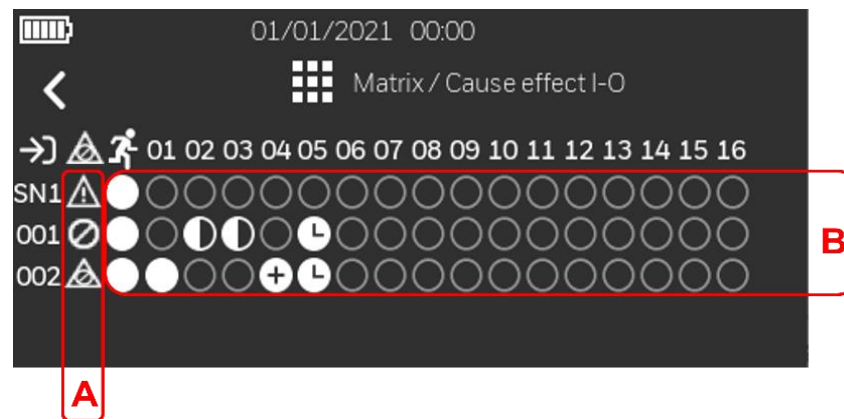 01/01/2021 00:00
Matrix / Cause effect I-O
01 02 03 04 05 06 07 08 09 10 11 12 13 14 15 16
SN1
001
B
002
A